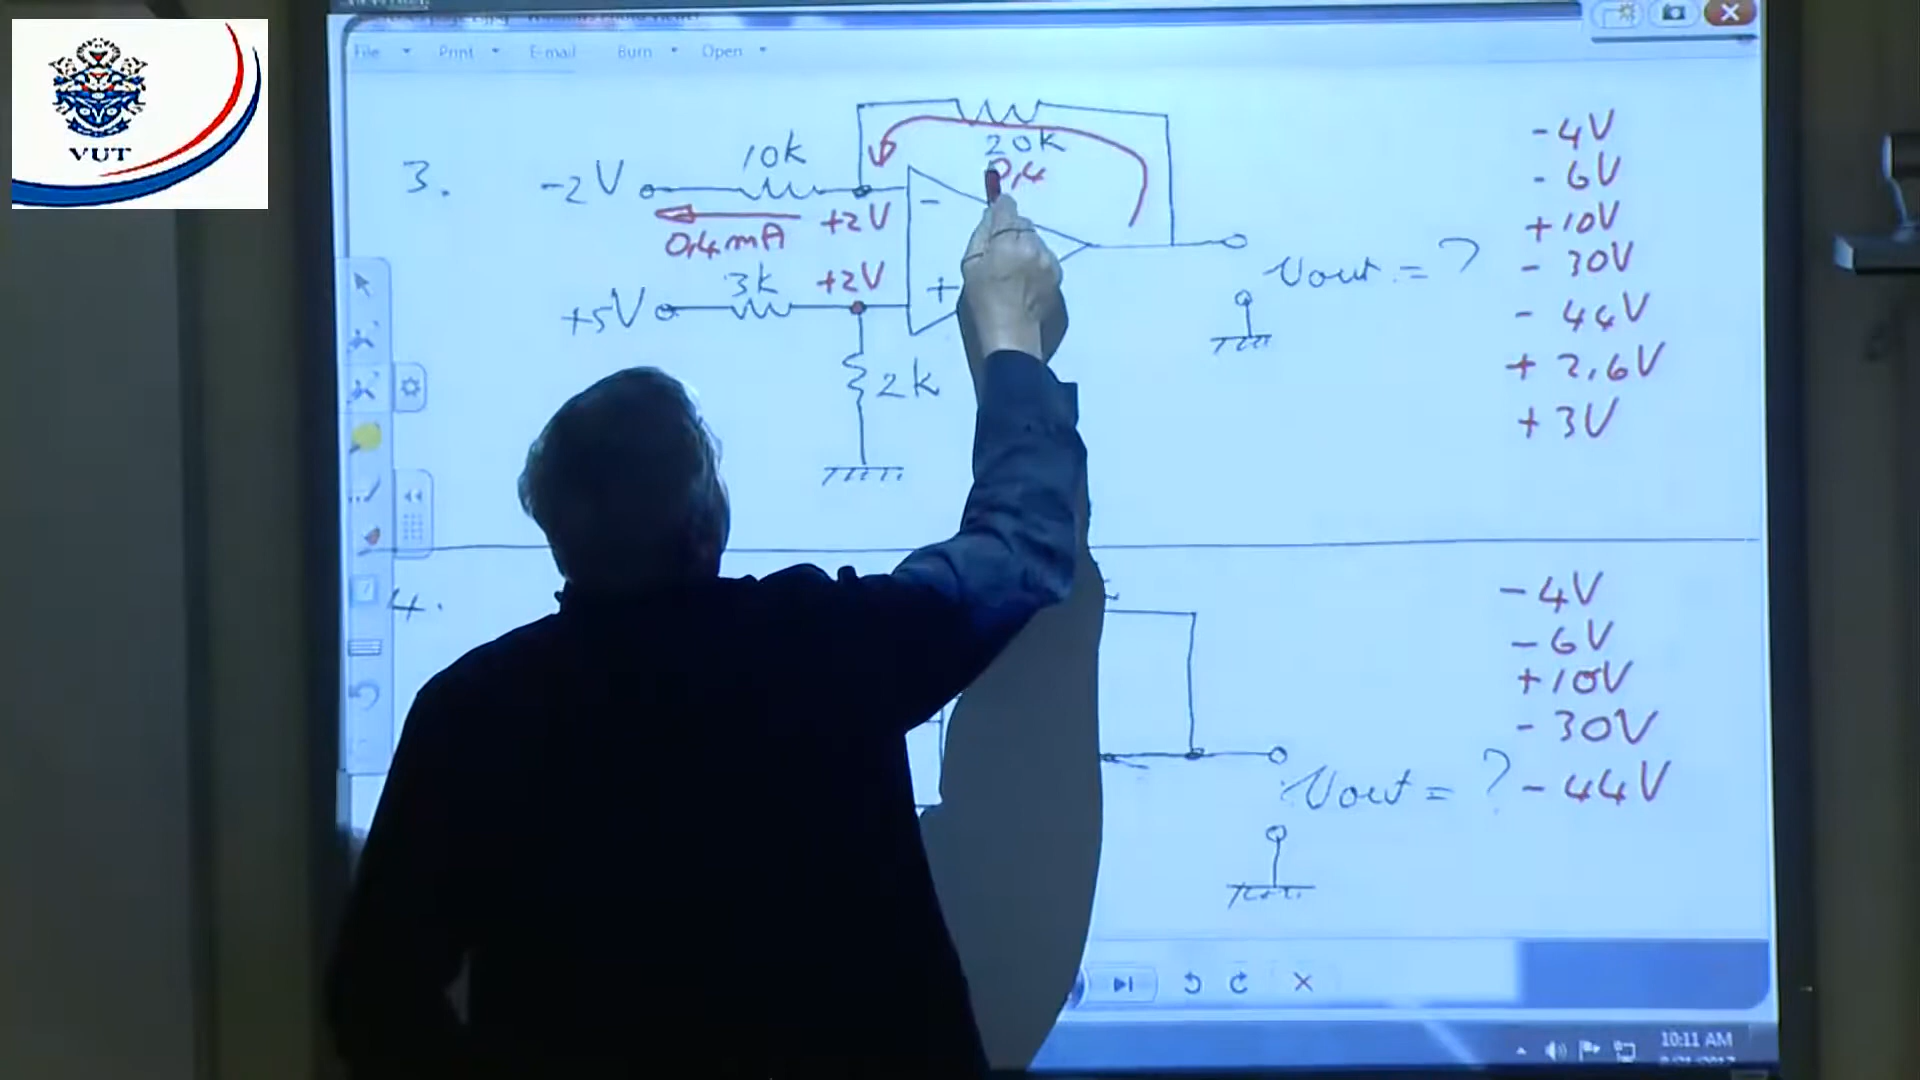 VUT
File Print E-mail Burn Open
3.
-2V
10k
20k
0,4
+2V
0,4mA
+5V
3k
+2V
-
+
2k
Vout = ?
-4V
-6V
+10V
-30V
-44V
+2,6V
+3V
4.
Vout = ?
-4V
-6V
+10V
-30V
-44V
10:11 AM